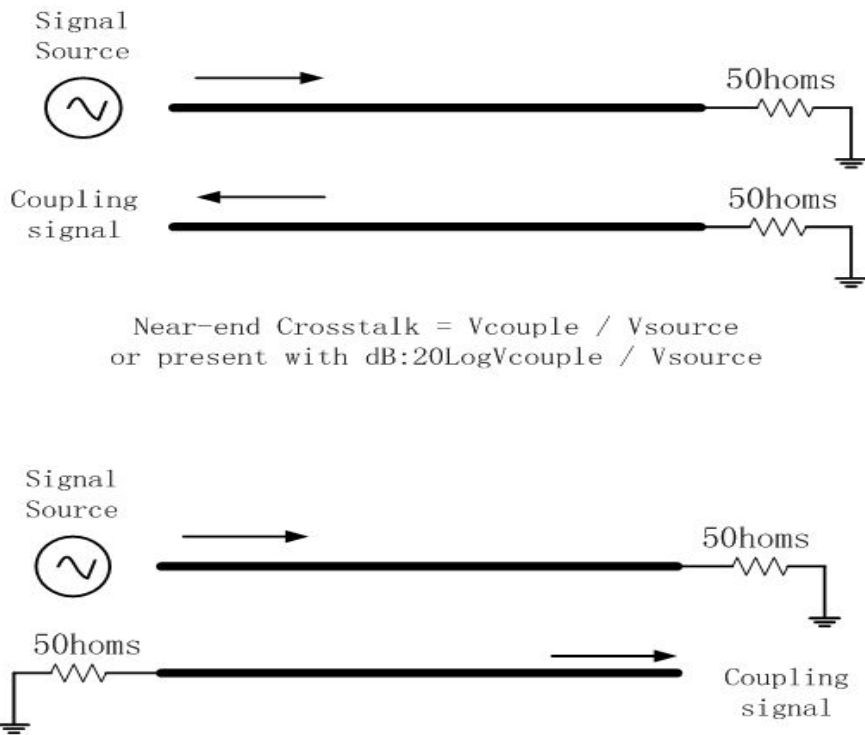 Signal
Source
50homs
Coupling
signal
50homs
Near-end Crosstalk = Vcouple / Vsource
or present with dB:20LogVcouple / Vsource
Signal
Source
50homs
50homs
Coupling
signal